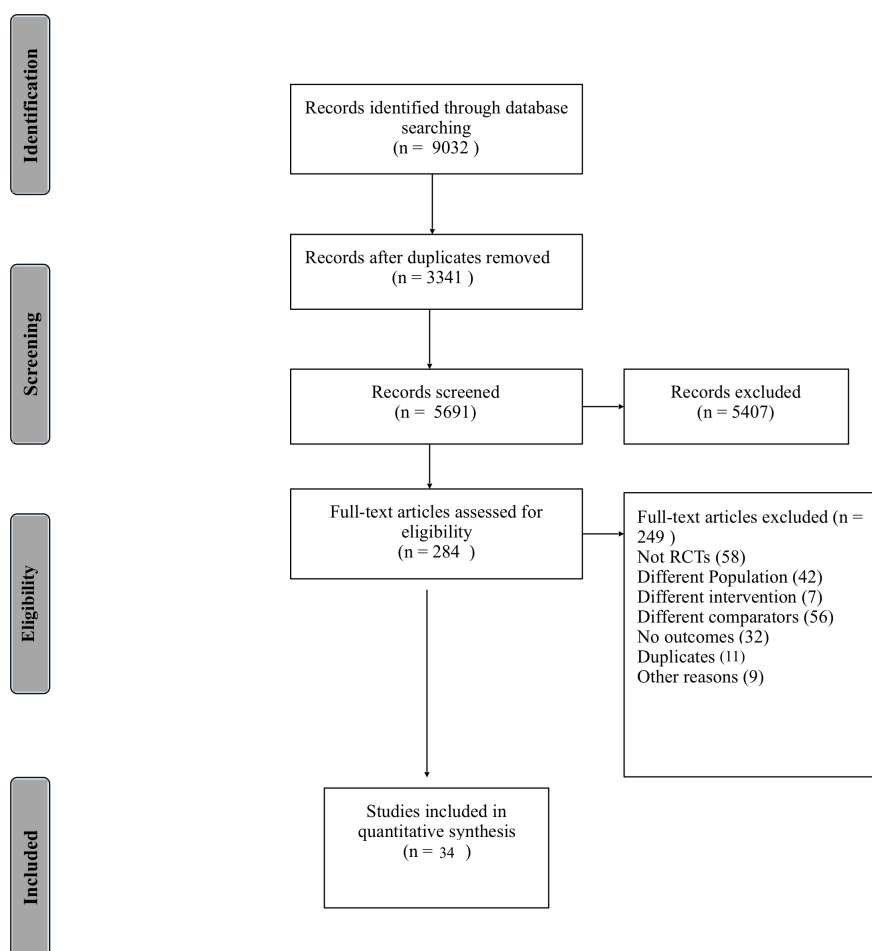 Identification
Records identified through database
searching
(n = 9032 )
Records after duplicates removed
(n = 3341 )
Screening
Records screened
(n = 5691)
Records excluded
(n = 5407)
Eligibility
Full-text articles assessed for
eligibility
(n = 284 )
Full-text articles excluded (n =
249 )
Not RCTs (58)
Different Population (42)
Different intervention (7)
Different comparators (56)
No outcomes (32)
Duplicates (11)
Other reasons (9)
Included
Studies included in
quantitative synthesis
(n = 34 )